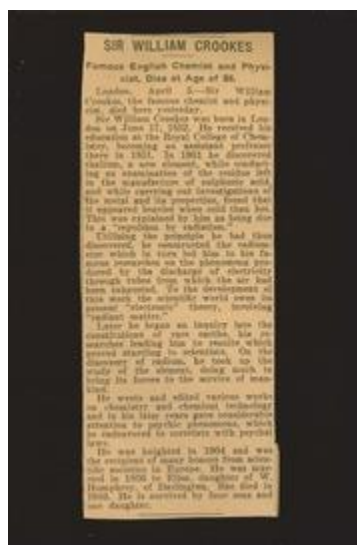 SIR WILLIAM CROOKES
Famous English Chemist and Physi-
cist, Dies at Age of 86.
London, April 5.—Sir William
Crookes, the famous chemist and physi-
cist, died here yesterday.
Sir William Crookes was born in Lon-
don on June 17, 1832. He received his
education at the Royal College of Chem-
istry, becoming an assistant professor
there in 1851. In 1861 he discovered
thallium, a new element, while conduct-
ing an examination of the residue left
in the manufacture of sulphuric acid,
and while carrying out investigations of
the metal and its properties, found that
it appeared heavier when cold than hot.
This was explained by him as being due
to a "repulsion by radiation."
Utilizing the principle he had thus
discovered, he constructed the radiom-
eter which in turn led him to his fa-
mous researches on the phenomena pro-
duced by the discharge of electricity
through tubes from which the air had
been exhausted. To the development of
this work the scientific world owes its
present "electronic" theory, involving
"radiant matter."
Later he began an inquiry into the
constitution of rare earths, his re-
searches leading him to results which
proved startling to scientists. On the
discovery of radium, he took up the
study of the element, doing much to
bring its forces to the service of man-
kind.
He wrote and edited various works
on chemistry and chemical technology
and in his later years gave considerable
attention to psychic phenomena, which
he endeavored to correlate with
laws.
He was knighted in and was
the recipient of many honors from scien-
tific societies in Europe. He was mar-
ried in 1856 to Ellen, daughter of W.
Humphrey, of Darlington. She died in
He is survived by four sons and
one daughter.